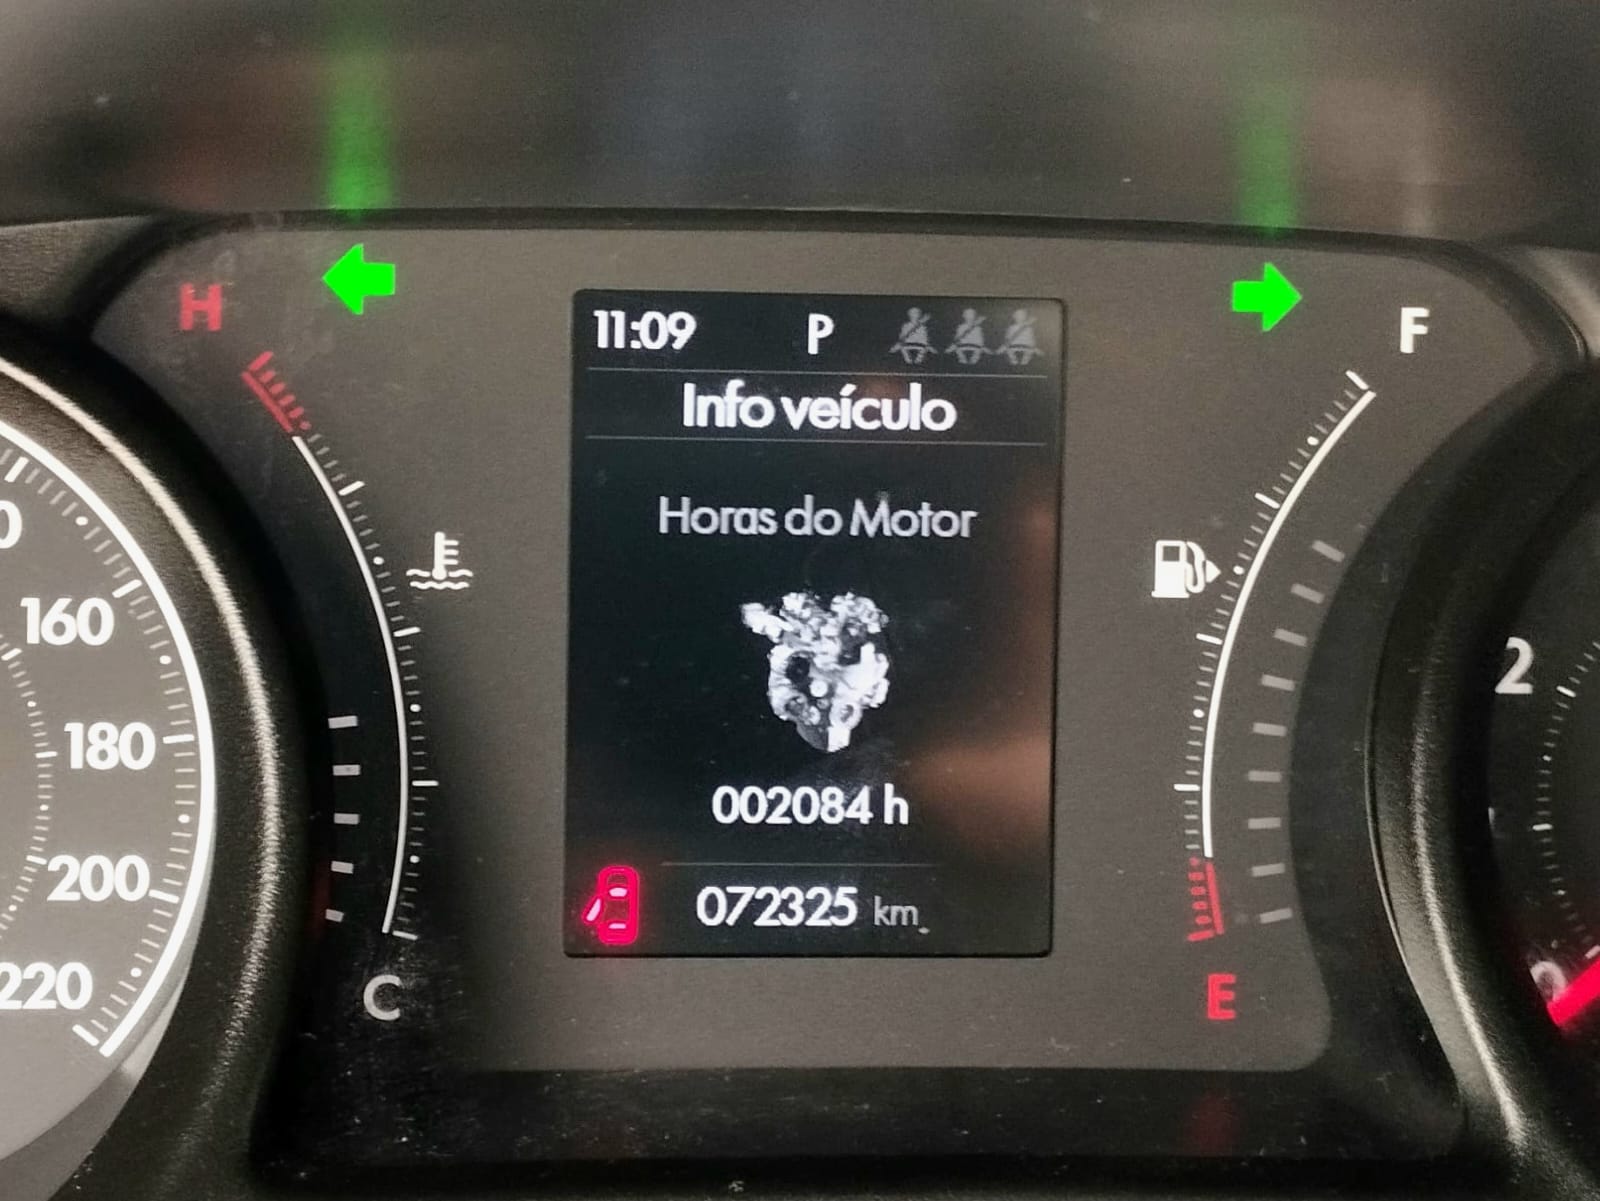 H
F
11:09 P
Info veículo
Horas do Motor
160
2
180
002084 h
200
072325 km
220
C
E